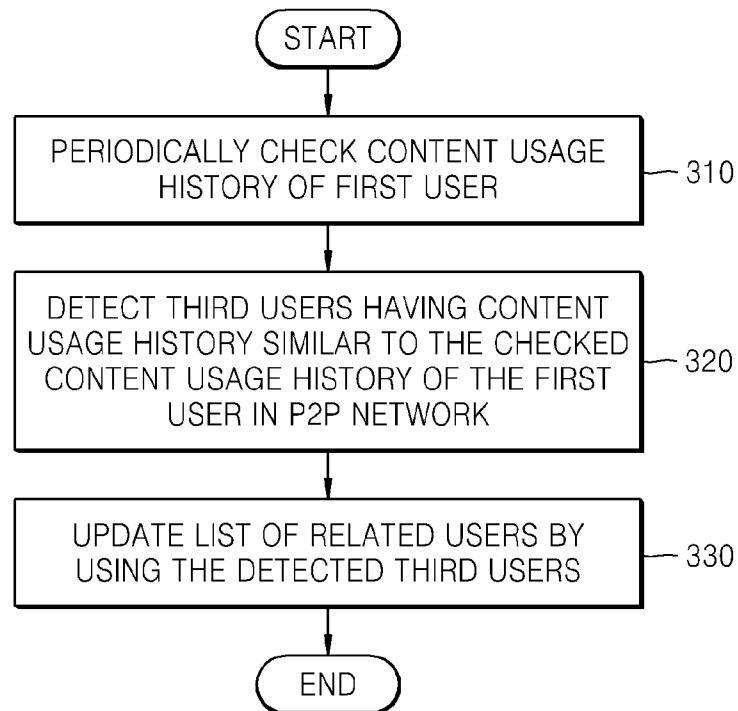 START
PERIODICALLY CHECK CONTENT USAGE
HISTORY OF FIRST USER
310
DETECT THIRD USERS HAVING CONTENT
USAGE HISTORY SIMILAR TO THE CHECKED
CONTENT USAGE HISTORY OF THE FIRST
USER IN P2P NETWORK
320
UPDATE LIST OF RELATED USERS BY
USING THE DETECTED THIRD USERS
330
END